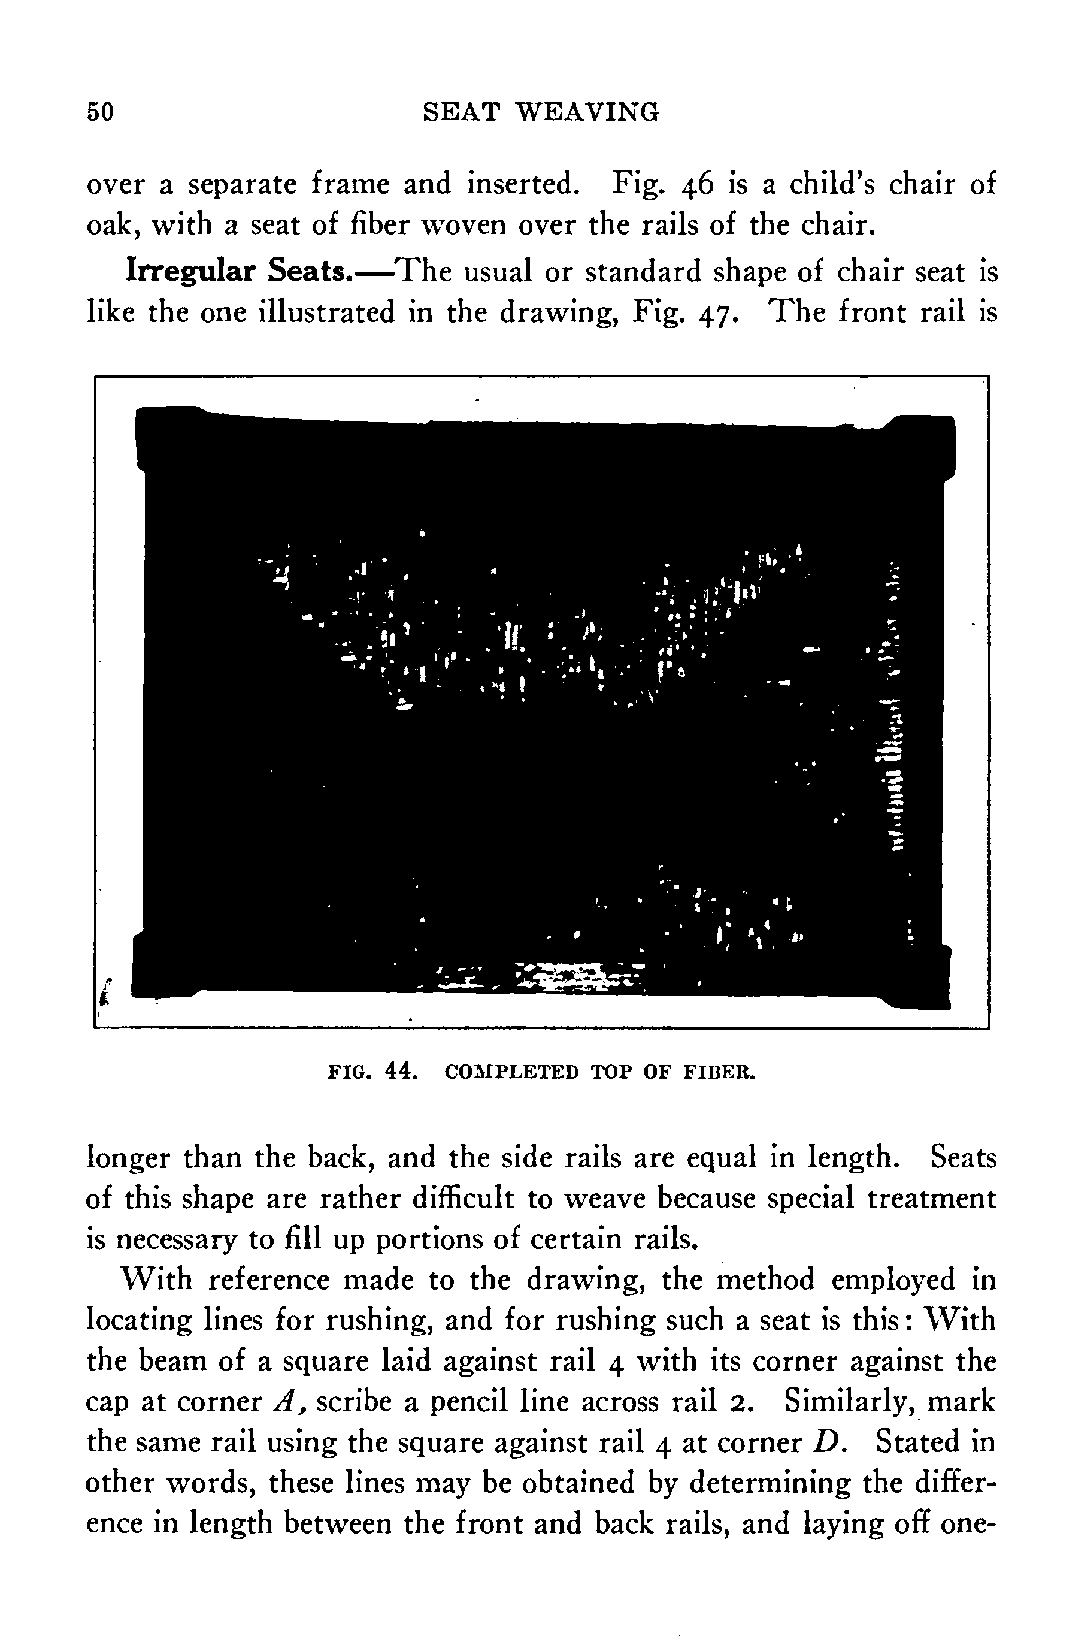 50 SEAT WEAVING
over a separate frame and inserted. Fig. 46 is a child's chair of
oak, with a seat of fiber woven over the rails of the chair.
Irregular Seats.—The usual or standard shape of chair seat is
like the one illustrated in the drawing, Fig. 47. The front rail is
FIG. 44. COMPLETED TOP OF FIBER.
longer than the back, and the side rails are equal in length. Seats
of this shape are rather difficult to weave because special treatment
is necessary to fill up portions of certain rails.
With reference made to the drawing, the method employed in
locating lines for rushing, and for rushing such a seat is this: With
the beam of a square laid against rail 4 with its corner against the
cap at corner A, scribe a pencil line across rail 2. Similarly, mark
the same rail using the square against rail 4 at corner D. Stated in
other words, these lines may be obtained by determining the differ-
ence in length between the front and back rails, and laying off one-